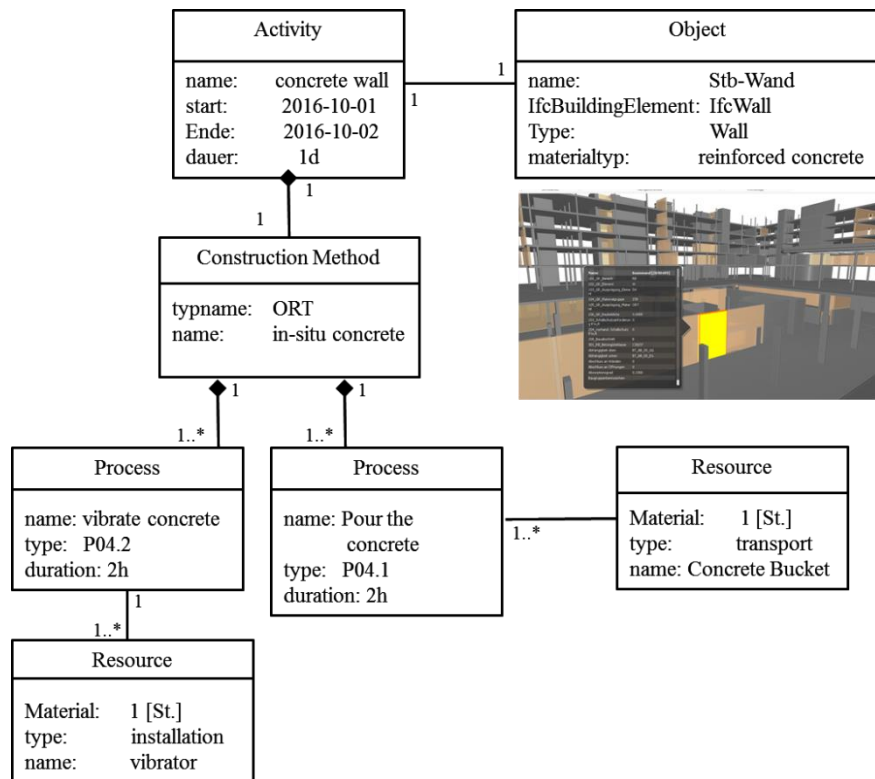 Activity
name: concrete wall
start: 2016-10-01
Ende: 2016-10-02
dauer: 1d
1
1
Object
name: Stb-Wand
IfcBuildingElement: IfcWall
Type: Wall
materialtyp: reinforced concrete
1
1
Construction Method
typname: ORT
name: in-situ concrete
1
1..*
1
1..*
Process
name: vibrate concrete
type: P04.2
duration: 2h
Process
name: Pour the
concrete
type: P04.1
duration: 2h
1..*
Resource
Material: 1 [St.]
type: transport
name: Concrete Bucket
1
1..*
Resource
Material: 1 [St.]
type: installation
name: vibrator